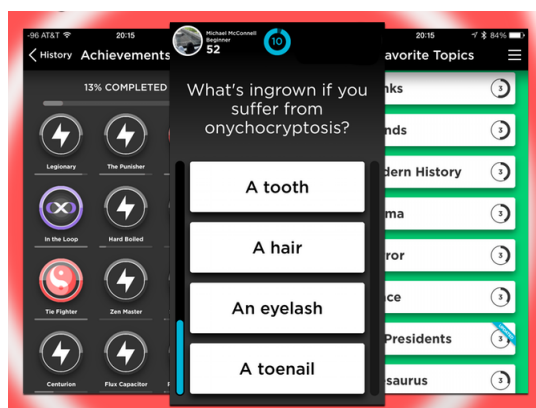 -96 AT&T
20:15
History
Achievements
13% COMPLETED
Legionary
The Punisher
In the Loop
Hard Boiled
Tie Fighter
Zen Master
Centurion
Flux Capacitor
Michael McConnell
Beginner
52
10
What's ingrown if you
suffer from
onychocryptosis?
A tooth
A hair
An eyelash
A toenail
20:15
84%
avorite Topics
nks
3
nds
3
dern History
3
ma
3
ror
3
ce
3
Presidents
3
saurus
3